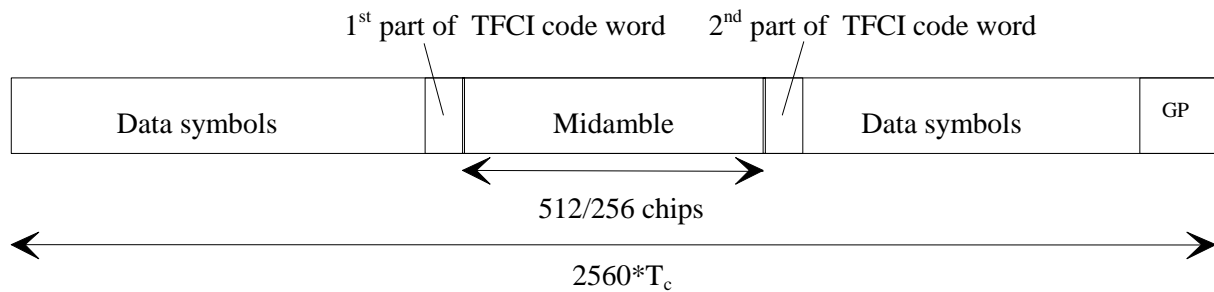 1st part of TFCI code word 2nd part of TFCI code word
Data symbols Midamble Data symbols GP
512/256 chips
2560*Tc